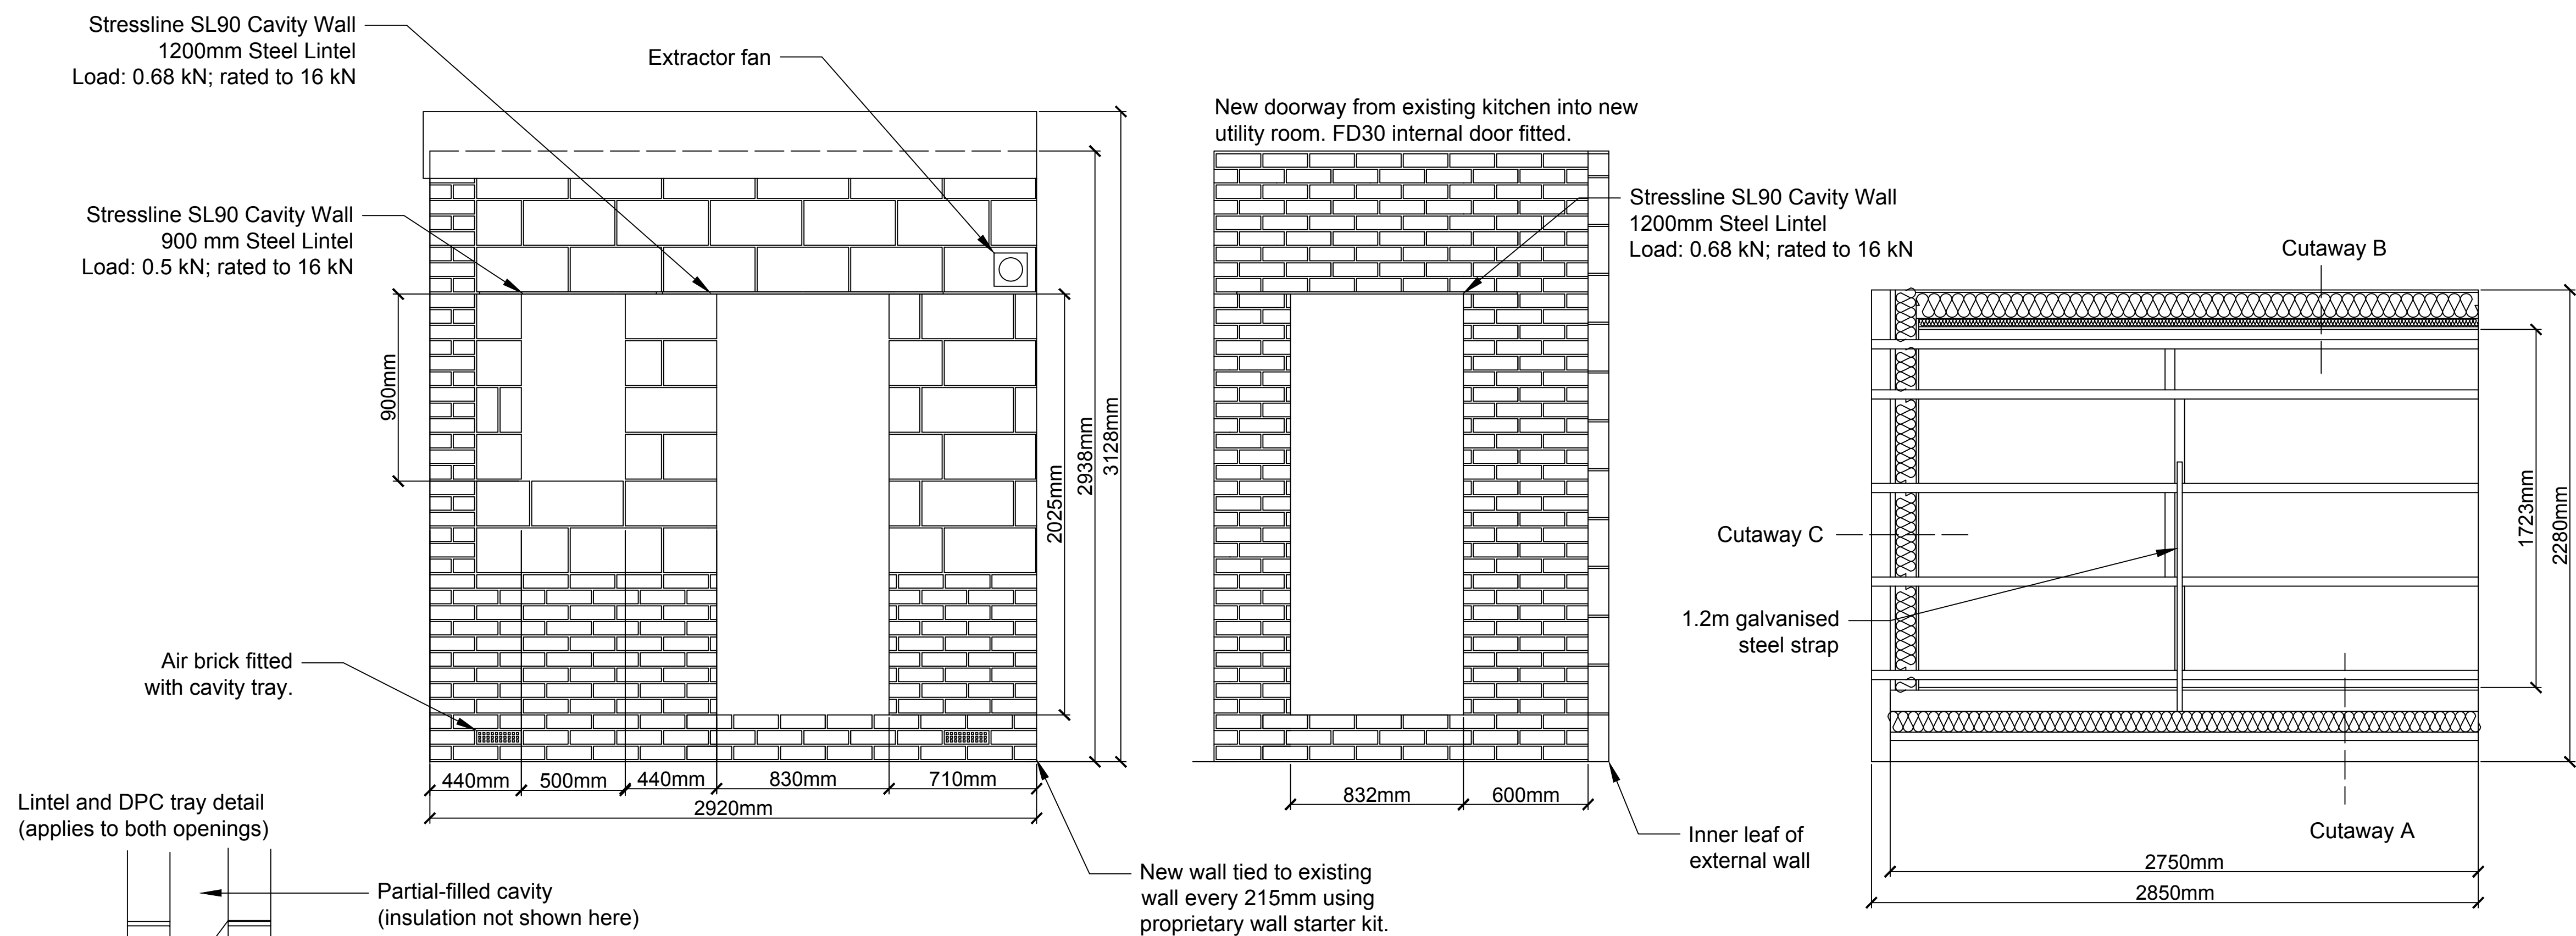 Stressline SL90 Cavity Wall
1200mm Steel Lintel
Load: 0.68 kN; rated to 16 kN
Extractor fan
Stressline SL90 Cavity Wall
900 mm Steel Lintel
Load: 0.5 kN; rated to 16 kN
900mm
2025mm
2938mm
3128mm
Air brick fitted
with cavity tray.
440mm
500mm
440mm
830mm
710mm
2920mm
Lintel and DPC tray detail
(applies to both openings)
Partial-filled cavity
(insulation not shown here)
New wall tied to existing
wall every 215mm using
proprietary wall starter kit.
New doorway from existing kitchen into new
utility room. FD30 internal door fitted.
Stressline SL90 Cavity Wall
1200mm Steel Lintel
Load: 0.68 kN; rated to 16 kN
832mm
600mm
Inner leaf of
external wall
Cutaway B
Cutaway C
1.2m galvanised
steel strap
1723mm
2280mm
Cutaway A
2750mm
2850mm